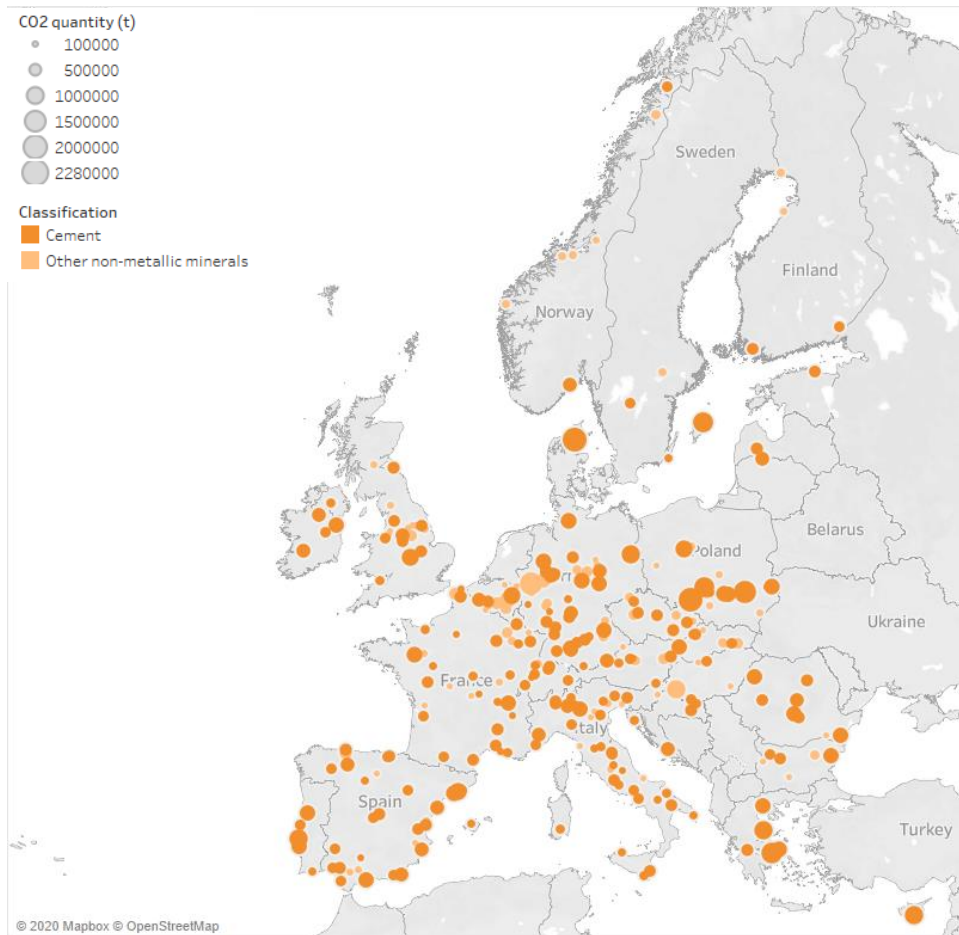 CO2 quantity (t)
100000
500000
1000000
1500000
2000000
2280000
Classification
Cement
Other non-metallic minerals
Sweden
Finland
Norway
Belarus
Poland
Ukraine
France
Italy
Spain
Turkey
© 2020 Mapbox © OpenStreetMap